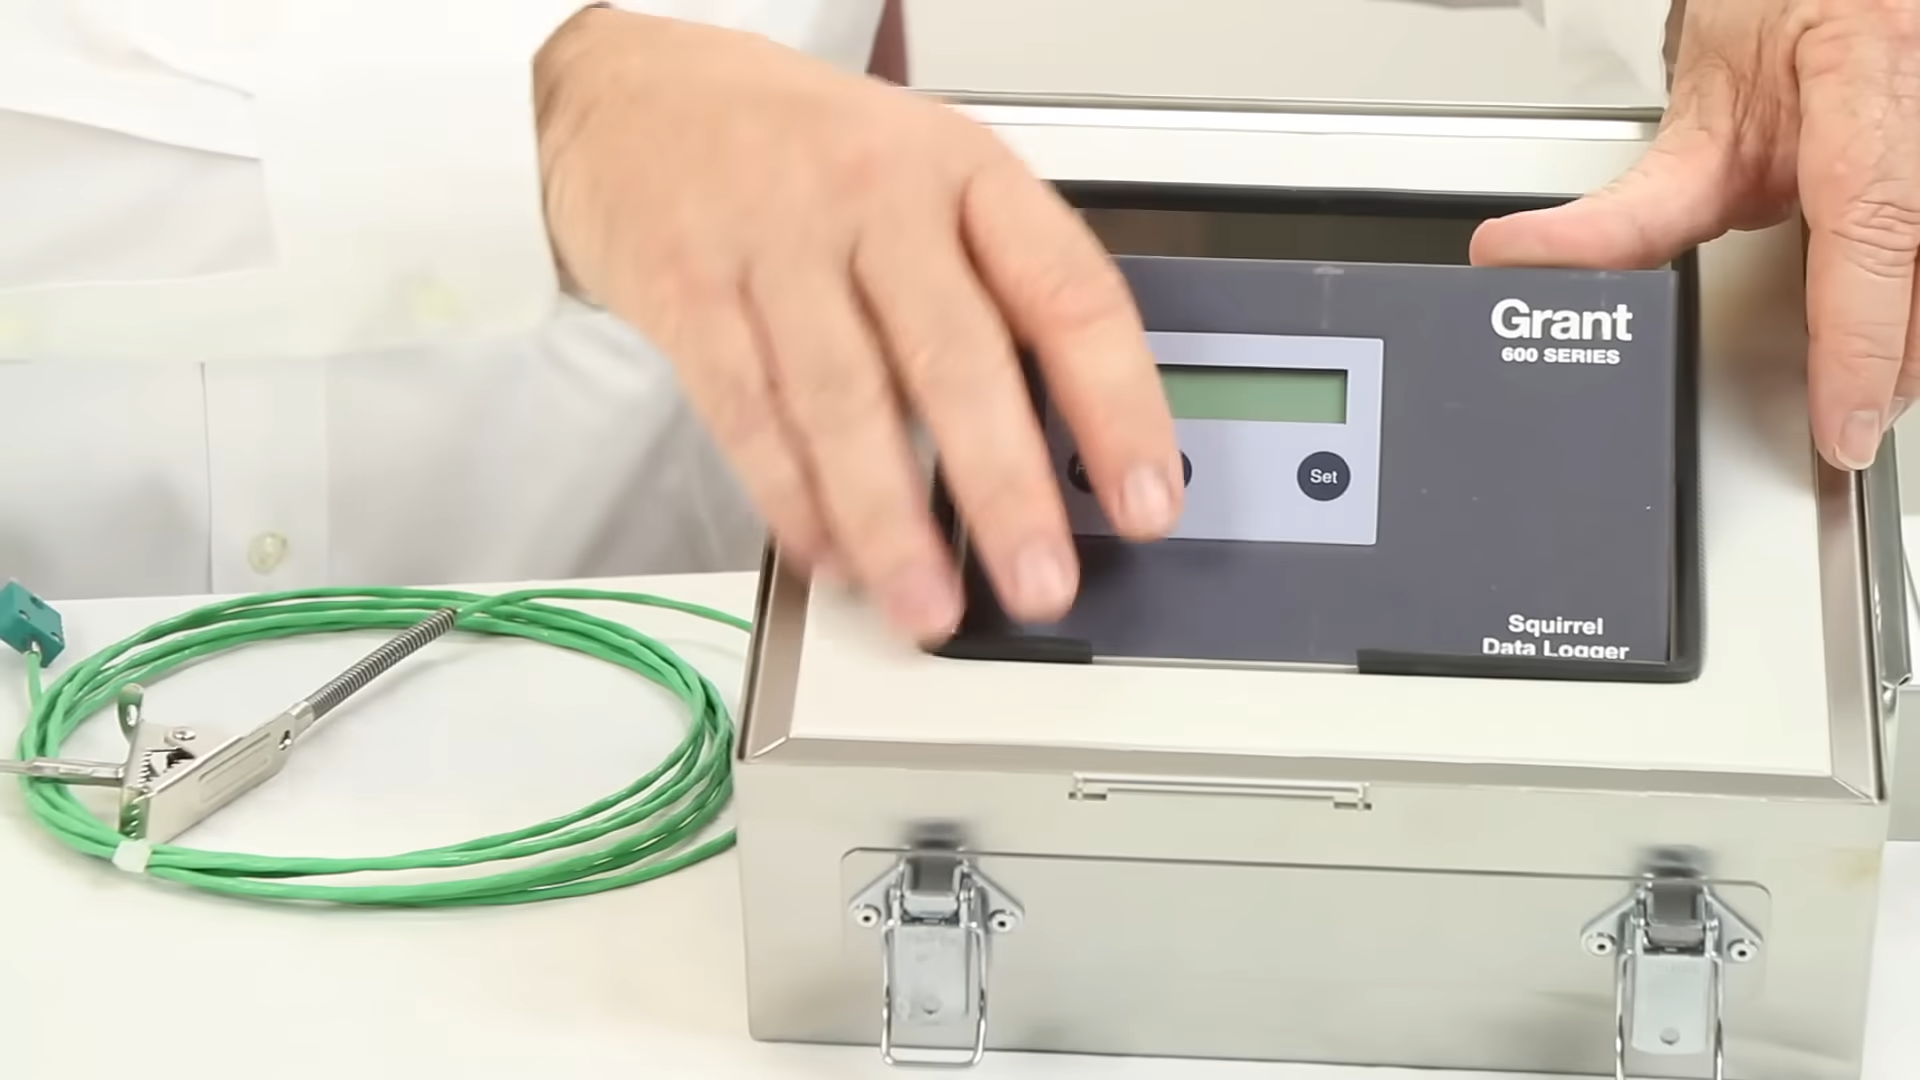 Grant
600 SERIES
Set
Squirrel
Data Logger